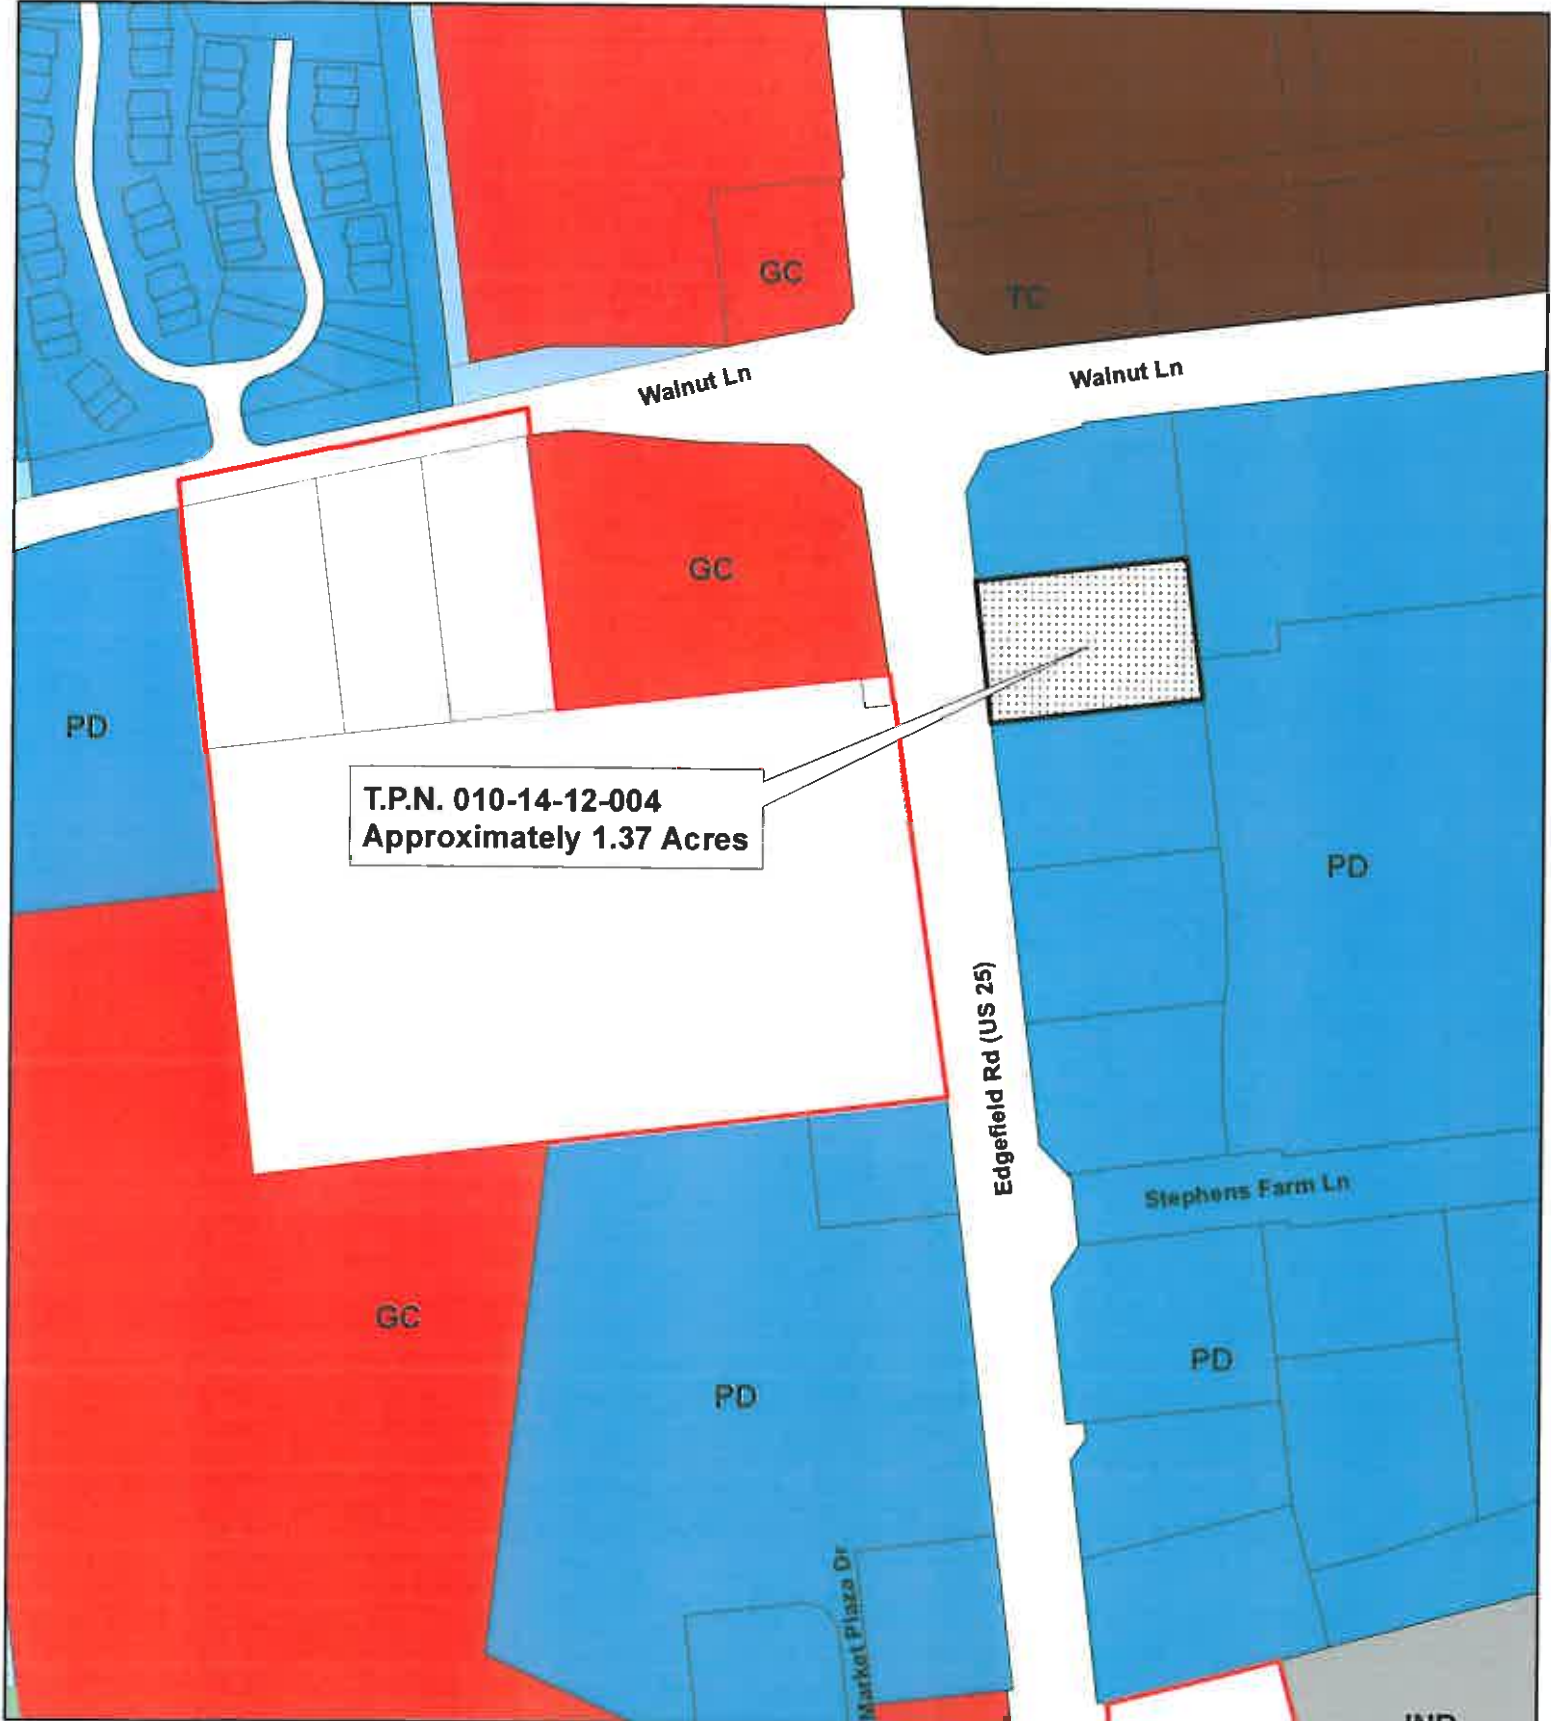 GC
TC
Walnut Ln
Walnut Ln
GC
PD
T.P.N. 010-14-12-004
Approximately 1.37 Acres
PD
Edgefield Rd (US 25)
Stephens Farm Ln
GC
PD
PD
Market Plaza Dr
IND